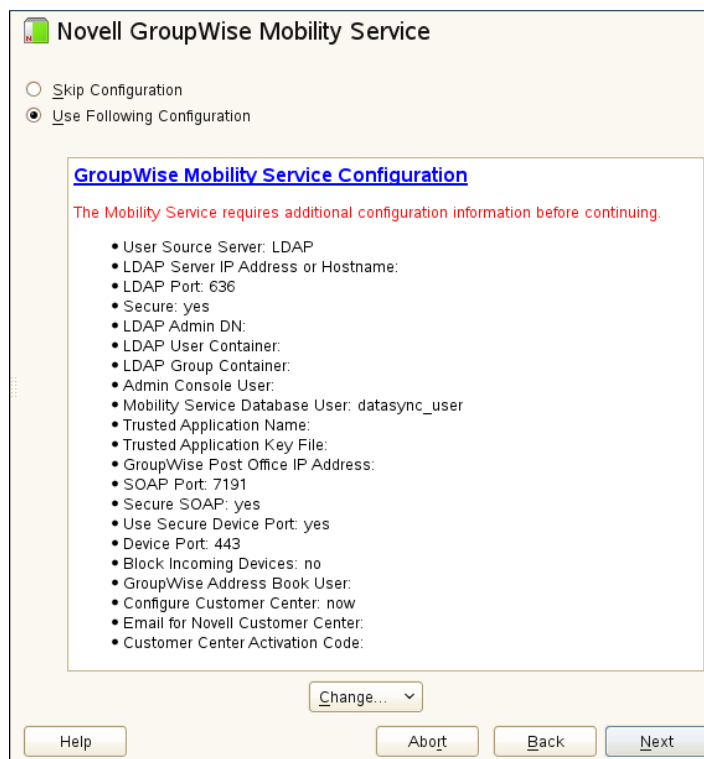 N
Novell GroupWise Mobility Service
Skip Configuration
Use Following Configuration
GroupWise Mobility Service Configuration
The Mobility Service requires additional configuration information before continuing.
• User Source Server: LDAP
• LDAP Server IP Address or Hostname:
• LDAP Port: 636
• Secure: yes
• LDAP Admin DN:
• LDAP User Container:
• LDAP Group Container:
• Admin Console User:
• Mobility Service Database User: datasync_user
• Trusted Application Name:
• Trusted Application Key File:
• GroupWise Post Office IP Address:
• SOAP Port: 7191
• Secure SOAP: yes
• Use Secure Device Port: yes
• Device Port: 443
• Block Incoming Devices: no
• GroupWise Address Book User:
• Configure Customer Center: now
• Email for Novell Customer Center:
• Customer Center Activation Code:
Change...
Help Abort Back Next